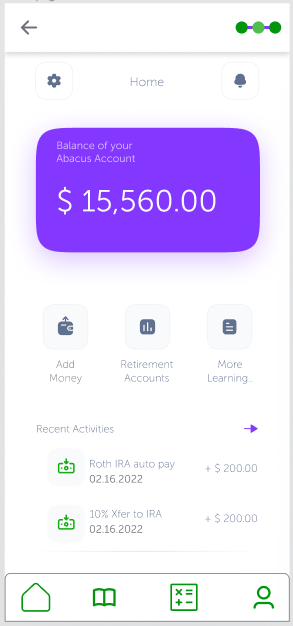 Home
Balance of your
Abacus Account
$ 15,560.00
Add
Money
Retirement
Accounts
More
Learning..
Recent Activities
Roth IRA auto pay
+ $ 200.00
02.16.2022
10% Xfer to IRA
+ $ 200.00
02.16.2022